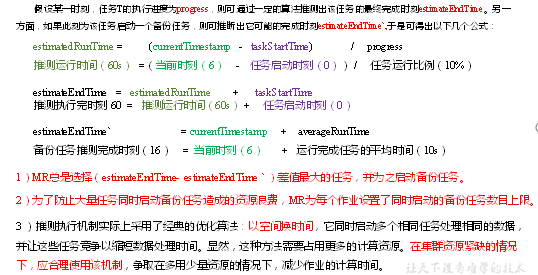 假设某一时刻，任务T的执行进度为progress，则可通过一定的算法推测出该任务的最终完成时刻estimateEndTime。另一
方面，如果此刻为该任务启动一个备份任务，则可推断出它可能的完成时刻estimateEndTime`,于是可得出以下几个公式：
estimatedRunTime = (currentTimestamp - taskStartTime) / progress
推测运行时间（60s） =（当前时刻（6） - 任务启动时刻（0））/ 任务运行比例（10%）
estimateEndTime = estimatedRunTime + taskStartTime
推测执行完时刻 60 = 推测运行时间（60s）+ 任务启动时刻（0）
estimateEndTime` = currentTimestamp + averageRunTime
备份任务推测完成时刻（16） = 当前时刻（6） + 运行完成任务的平均时间（10s）
1）MR总是选择（estimateEndTime- estimateEndTime `）差值最大的任务，并为之启动备份任务。
2）为了防止大量任务同时启动备份任务造成的资源浪费，MR为每个作业设置了同时启动的备份任务数目上限。
3）推测执行机制实际上采用了经典的优化算法：以空间换时间，它同时启动多个相同任务处理相同的数据，
并让这些任务竞争以缩短数据处理时间。显然，这种方法需要占用更多的计算资源。在集群资源紧缺的情况
下，应合理使用该机制，争取在多用少量资源的情况下，减少作业的计算时间。
让天下没有难学的技术